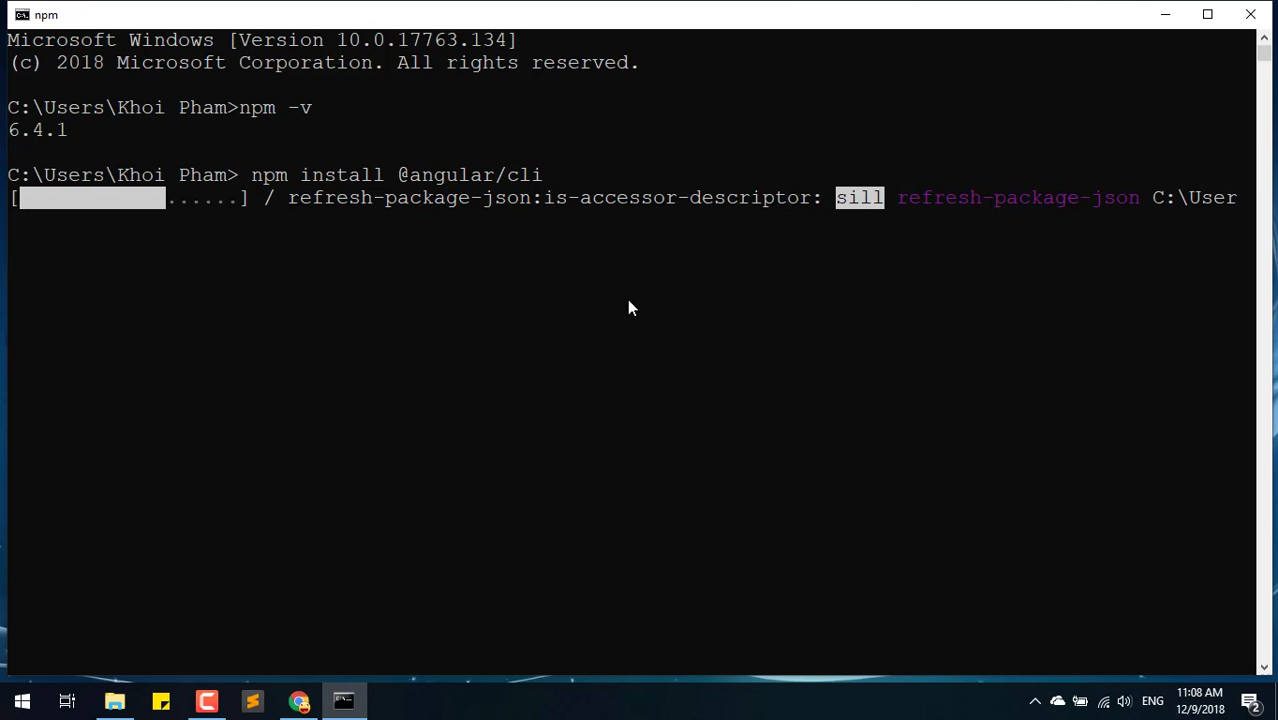 npm
Microsoft Windows [Version 10.0.17763.134]
(c) 2018 Microsoft Corporation. All rights reserved.
C:\Users\Khoi Pham>npm -v
6.4.1
C:\Users\Khoi Pham> npm install @angular/cli
[ ......] / refresh-package-json:is-accessor-descriptor: sill refresh-package-json C:\User
ENG
11:08 AM
12/9/2018
2